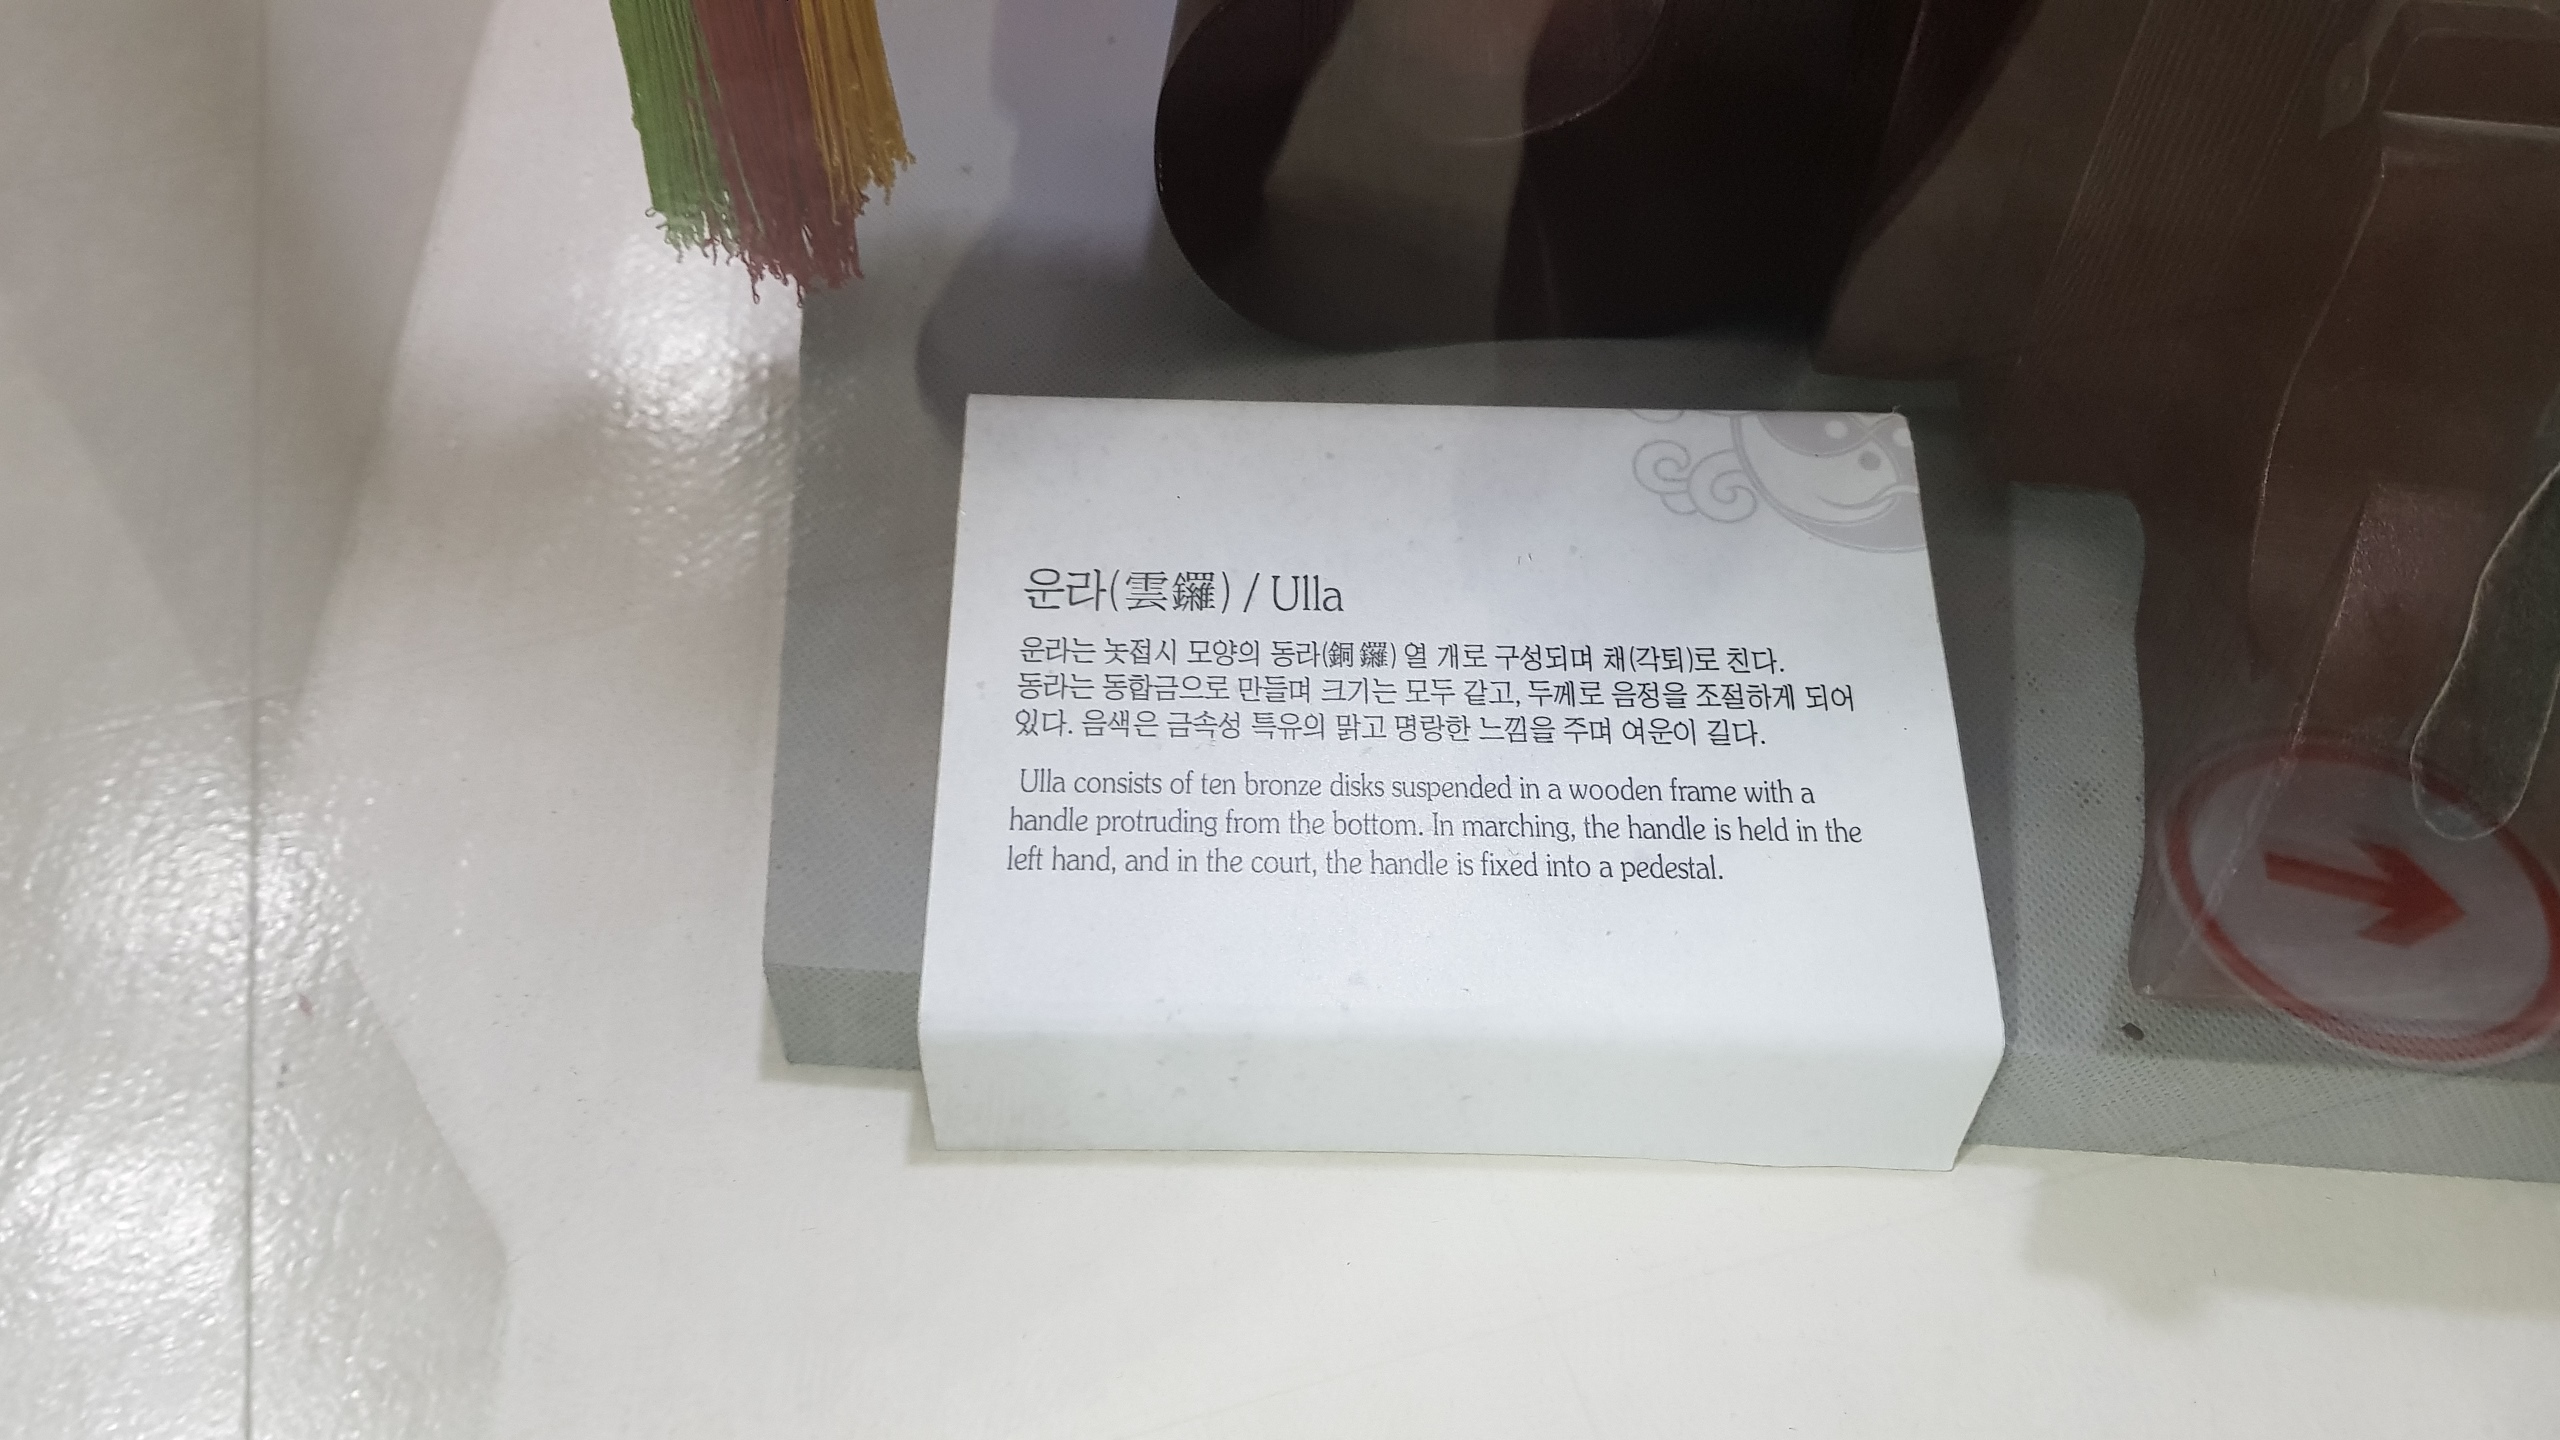 운라(雲鑼) / Ulla
운라는 놋접시 모양의 동라(銅 鑼) 열 개로 구성되며 채(각퇴)로 친다.
동라는 동합금으로 만들며 크기는 모두 같고, 두께로 음정을 조절하게 되어
있다. 음색은 금속성 특유의 맑고 명랑한 느낌을 주며 여운이 길다.
Ulla consists of ten bronze disks suspended in a wooden frame with a
handle protruding from the bottom. In marching, the handle is held in the
left hand, and in the court, the handle is fixed into a pedestal.